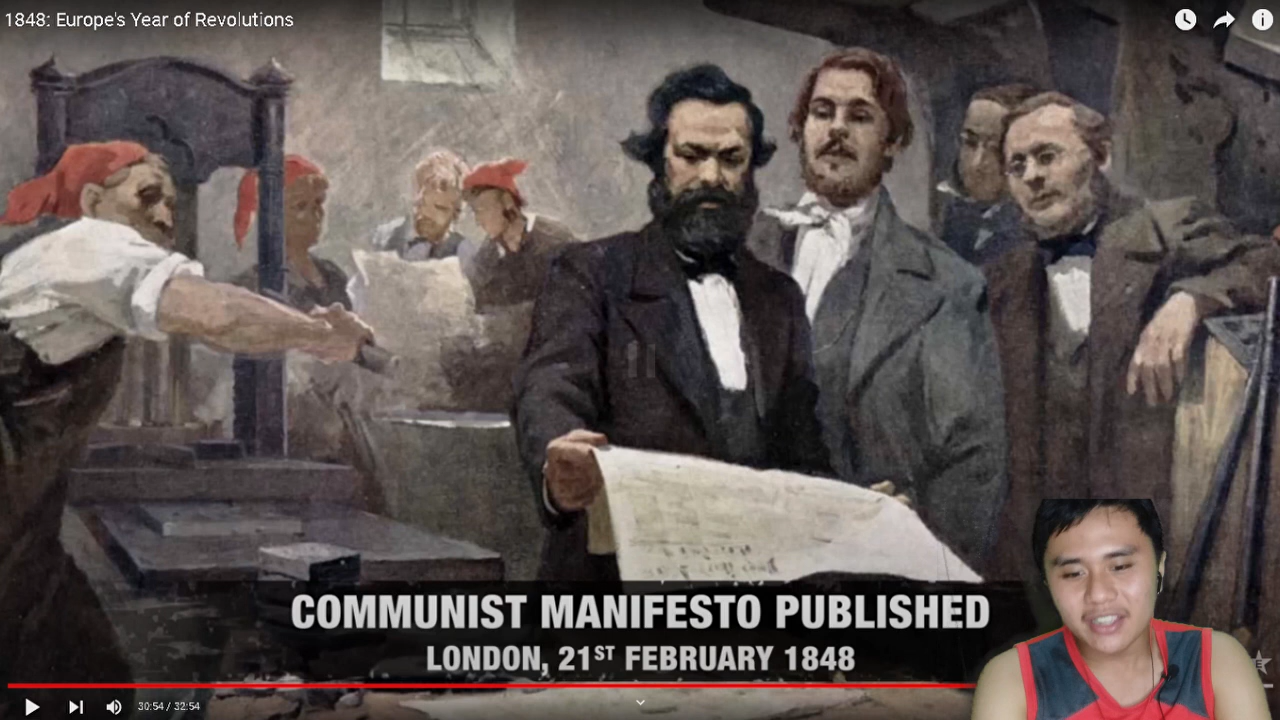 1848: Europe's Year of Revolutions
COMMUNIST MANIFESTO PUBLISHED
LONDON, 21ST FEBRUARY 1848
30:54 / 32:54